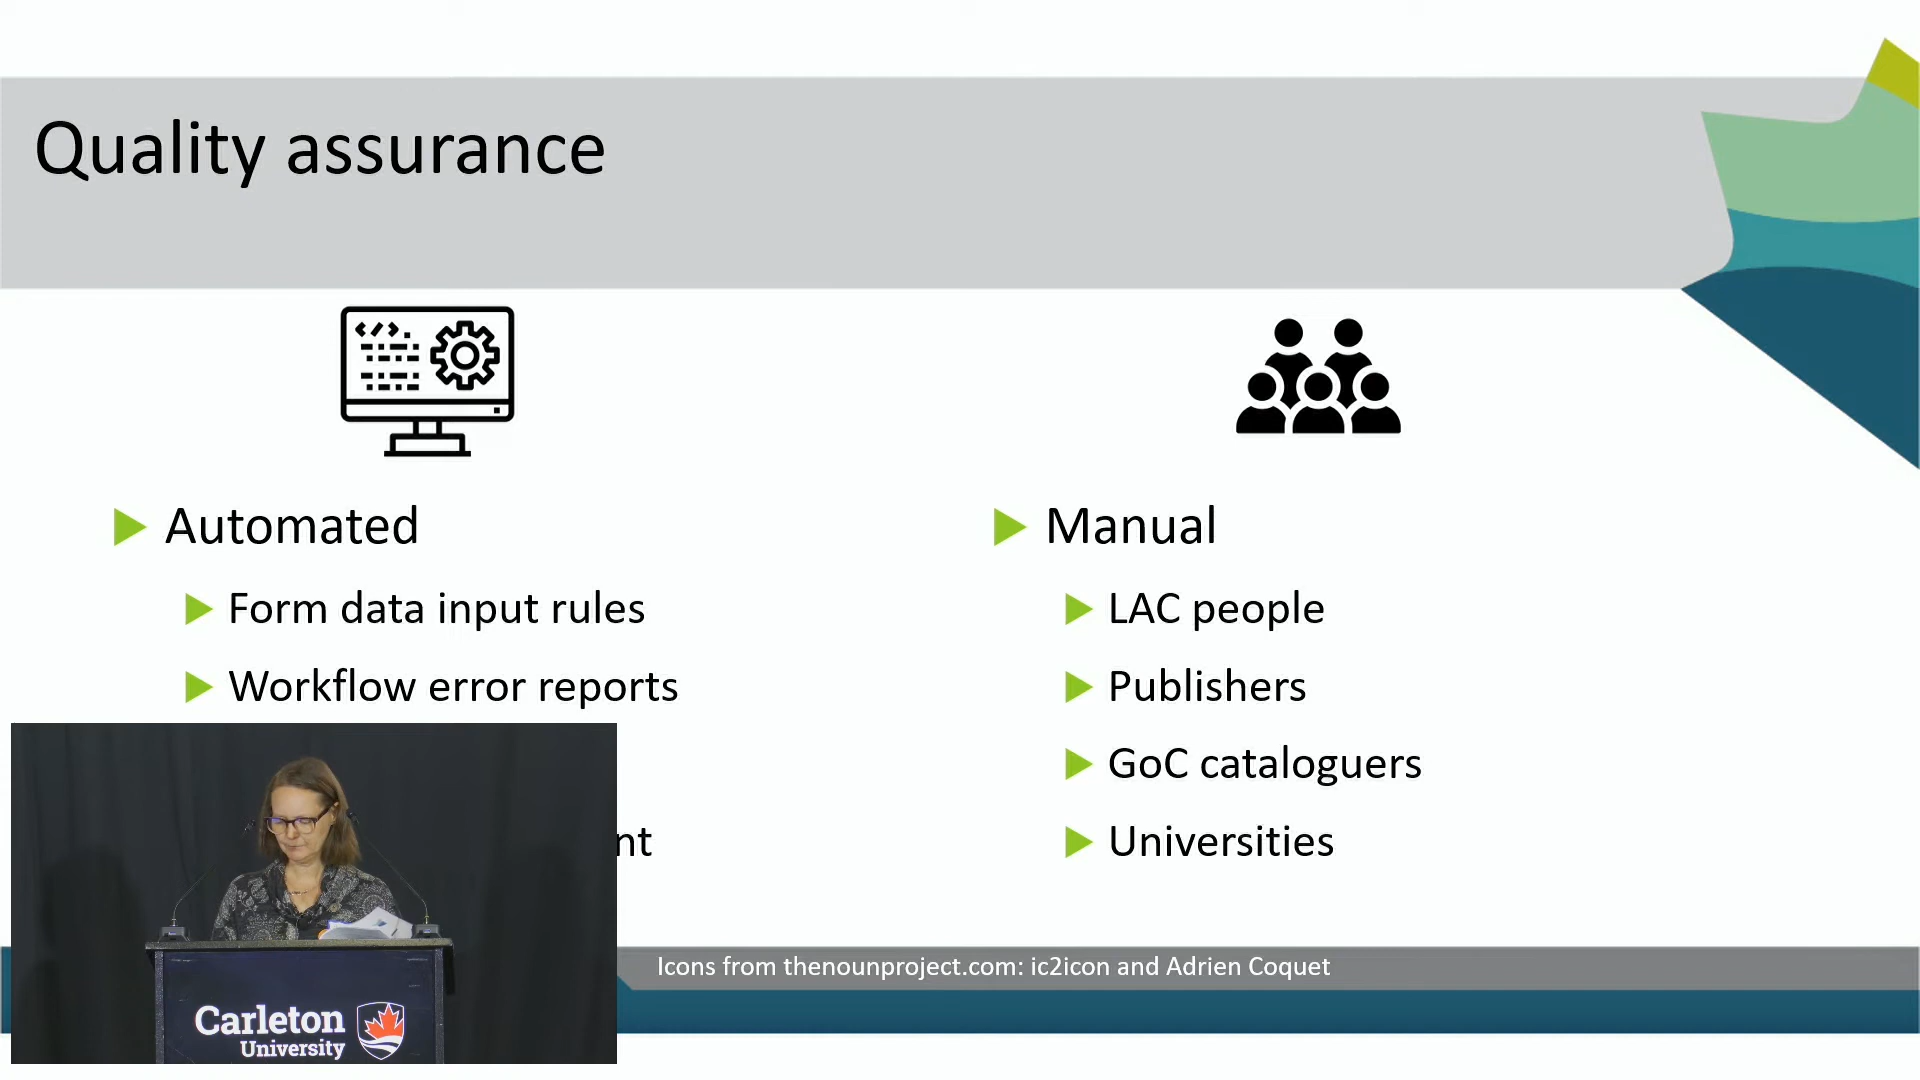 Quality assurance
Automated
Form data input rules
Workflow error reports
Manual
LAC people
Publishers
GoC cataloguers
Universities
Icons from thenounproject.com: ic2icon and Adrien Coquet
Carleton
University